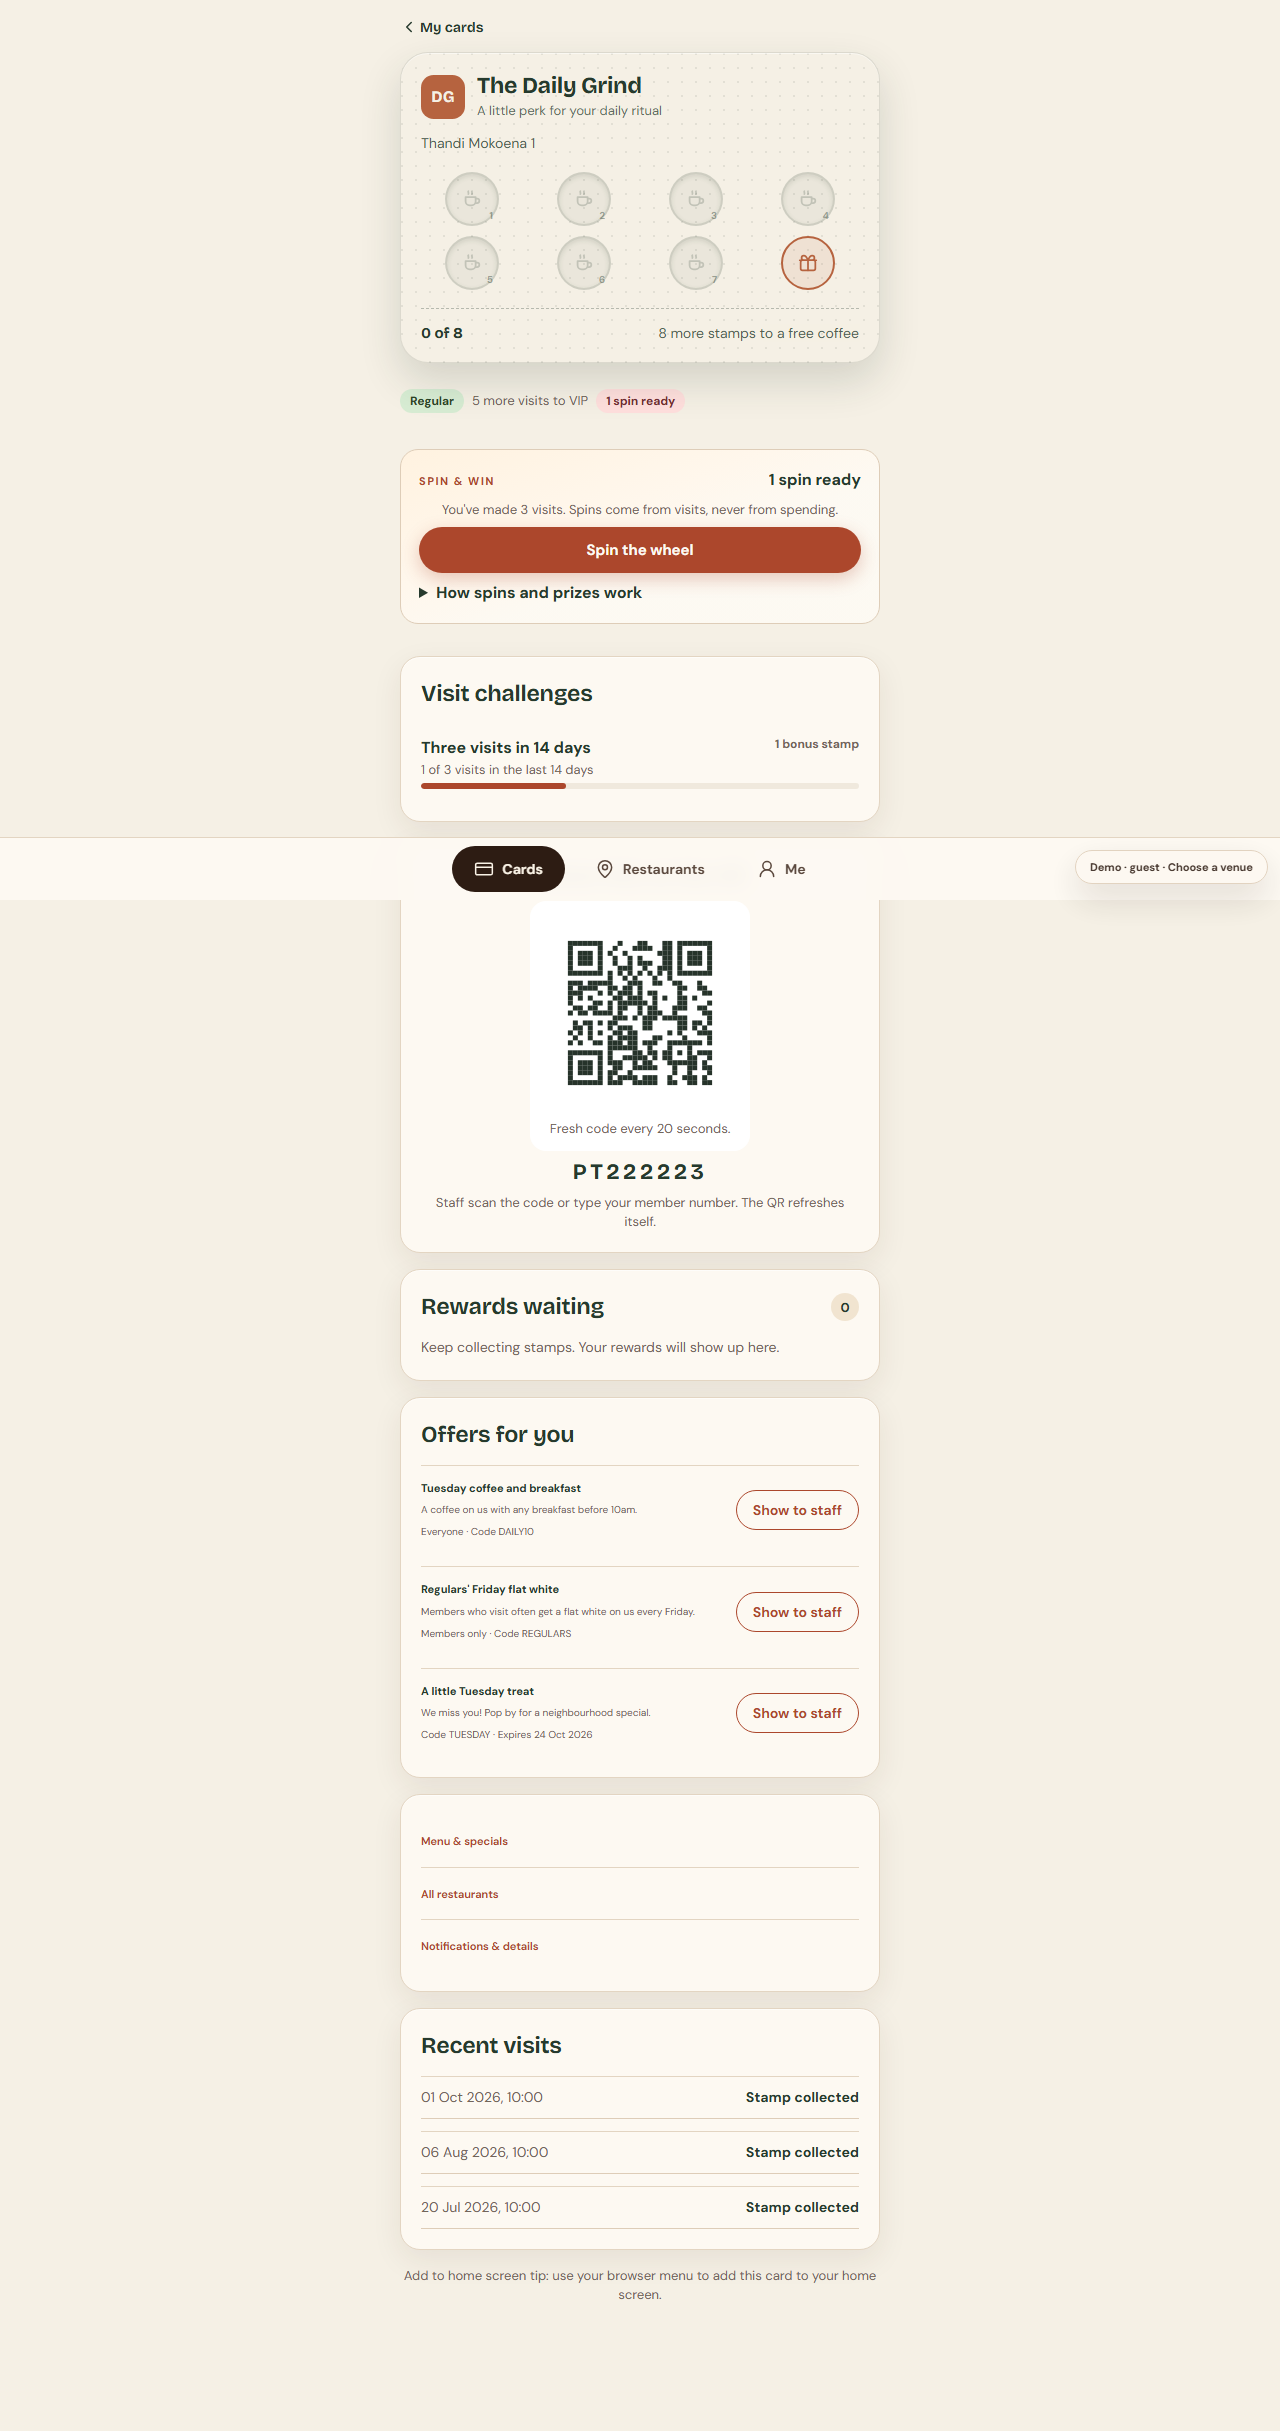 My cards
DG
The Daily Grind
A little perk for your daily ritual
Thandi Mokoena 1
1
2
3
4
5
6
7
0 of 8
8 more stamps to a free coffee
Regular
5 more visits to VIP
1 spin ready
SPIN & WIN
1 spin ready
You've made 3 visits. Spins come from visits, never from spending.
Spin the wheel
How spins and prizes work
Visit challenges
Three visits in 14 days
1 bonus stamp
1 of 3 visits in the last 14 days
Cards
Restaurants
Me
Demo · guest · Choose a venue
Fresh code every 20 seconds.
PT222223
Staff scan the code or type your member number. The QR refreshes
itself.
Rewards waiting
0
Keep collecting stamps. Your rewards will show up here.
Offers for you
Tuesday coffee and breakfast
A coffee on us with any breakfast before 10am.
Everyone · Code DAILY10
Show to staff
Regulars' Friday flat white
Members who visit often get a flat white on us every Friday.
Members only · Code REGULARS
Show to staff
A little Tuesday treat
We miss you! Pop by for a neighbourhood special.
Code TUESDAY · Expires 24 Oct 2026
Show to staff
Menu & specials
All restaurants
Notifications & details
Recent visits
01 Oct 2026, 10:00
Stamp collected
06 Aug 2026, 10:00
Stamp collected
20 Jul 2026, 10:00
Stamp collected
Add to home screen tip: use your browser menu to add this card to your home
screen.